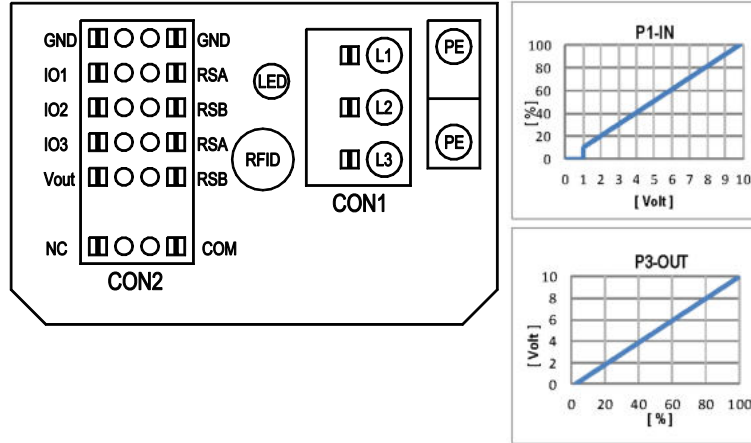 GND GND
IO1 RSA
IO2 RSB
IO3 RSA
Vout RSB
NC COM
CON2
LED
RFID
L1
L2
L3
CON1
PE
PE
P1-IN
[%]
100
80
60
40
20
0
0 1 2 3 4 5 6 7 8 9 10
[ Volt ]
P3-OUT
[ Volt ]
10
8
6
4
2
0
0 20 40 60 80 100
[ % ]